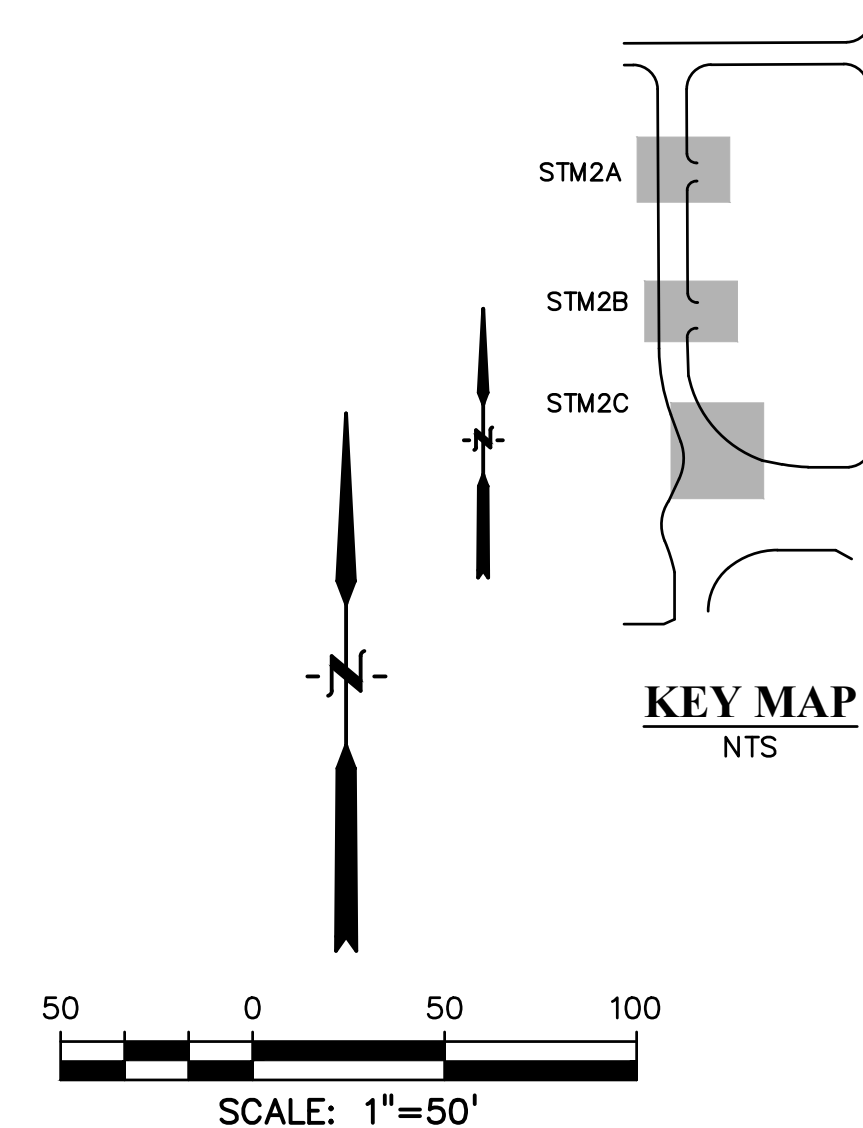 STM2A
STM2B
STM2C
-N-
-N-
KEY MAP
NTS
50 0 50 100
SCALE: 1"=50'